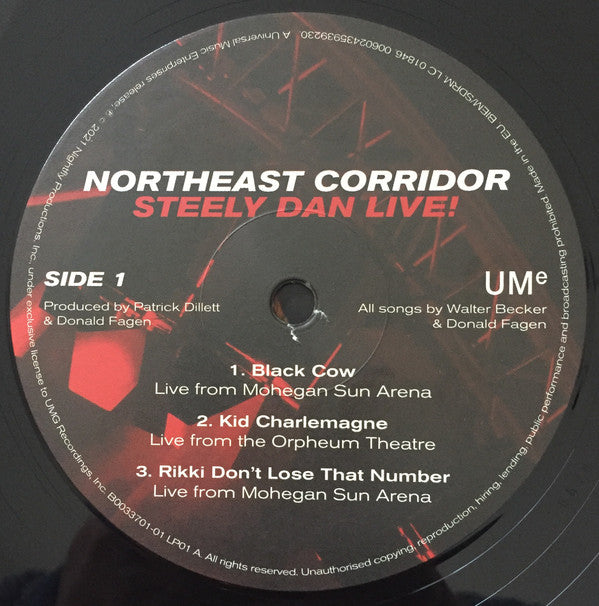 NORTHEAST CORRIDOR
STEELY DAN LIVE!
SIDE 1
Produced by Patrick Dillett
& Donald Fagen
UMe
All songs by Walter Becker
& Donald Fagen
1. Black Cow
Live from Mohegan Sun Arena
2. Kid Charlemagne
Live from the Orpheum Theatre
3. Rikki Don't Lose That Number
Live from Mohegan Sun Arena
A Universal Music Enterprises release, ℗ © 2021 Nightfly Productions, Inc. under exclusive license to UMG Recordings, Inc. B0033701-01 LP01 A. All rights reserved. Unauthorised copying, reproduction, hiring, lending, public performance and broadcasting prohibited. Made in the EU BIEM/SDRM LC 01846 00602435939230